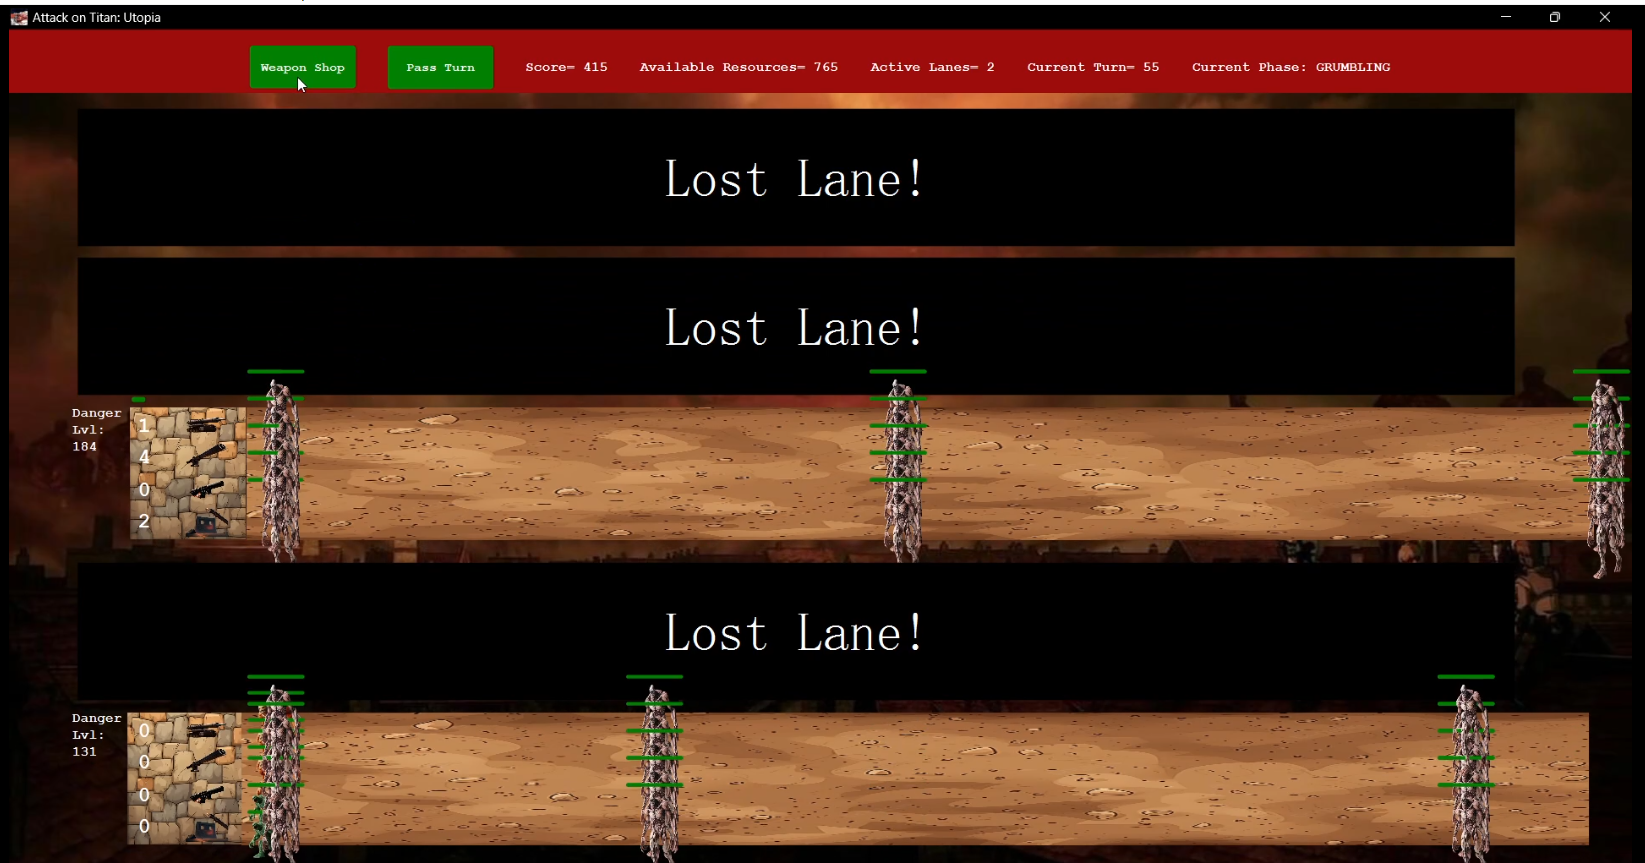 Attack on Titan: Utopia
Weapon Shop
Pass Turn
Score= 415
Available Resources= 765
Active Lanes= 2
Current Turn= 55
Current Phase: GRUMBLING
Lost Lane!
Lost Lane!
Danger
Lvl:
184
1
4
0
2
Lost Lane!
Danger
Lvl:
131
0
0
0
0